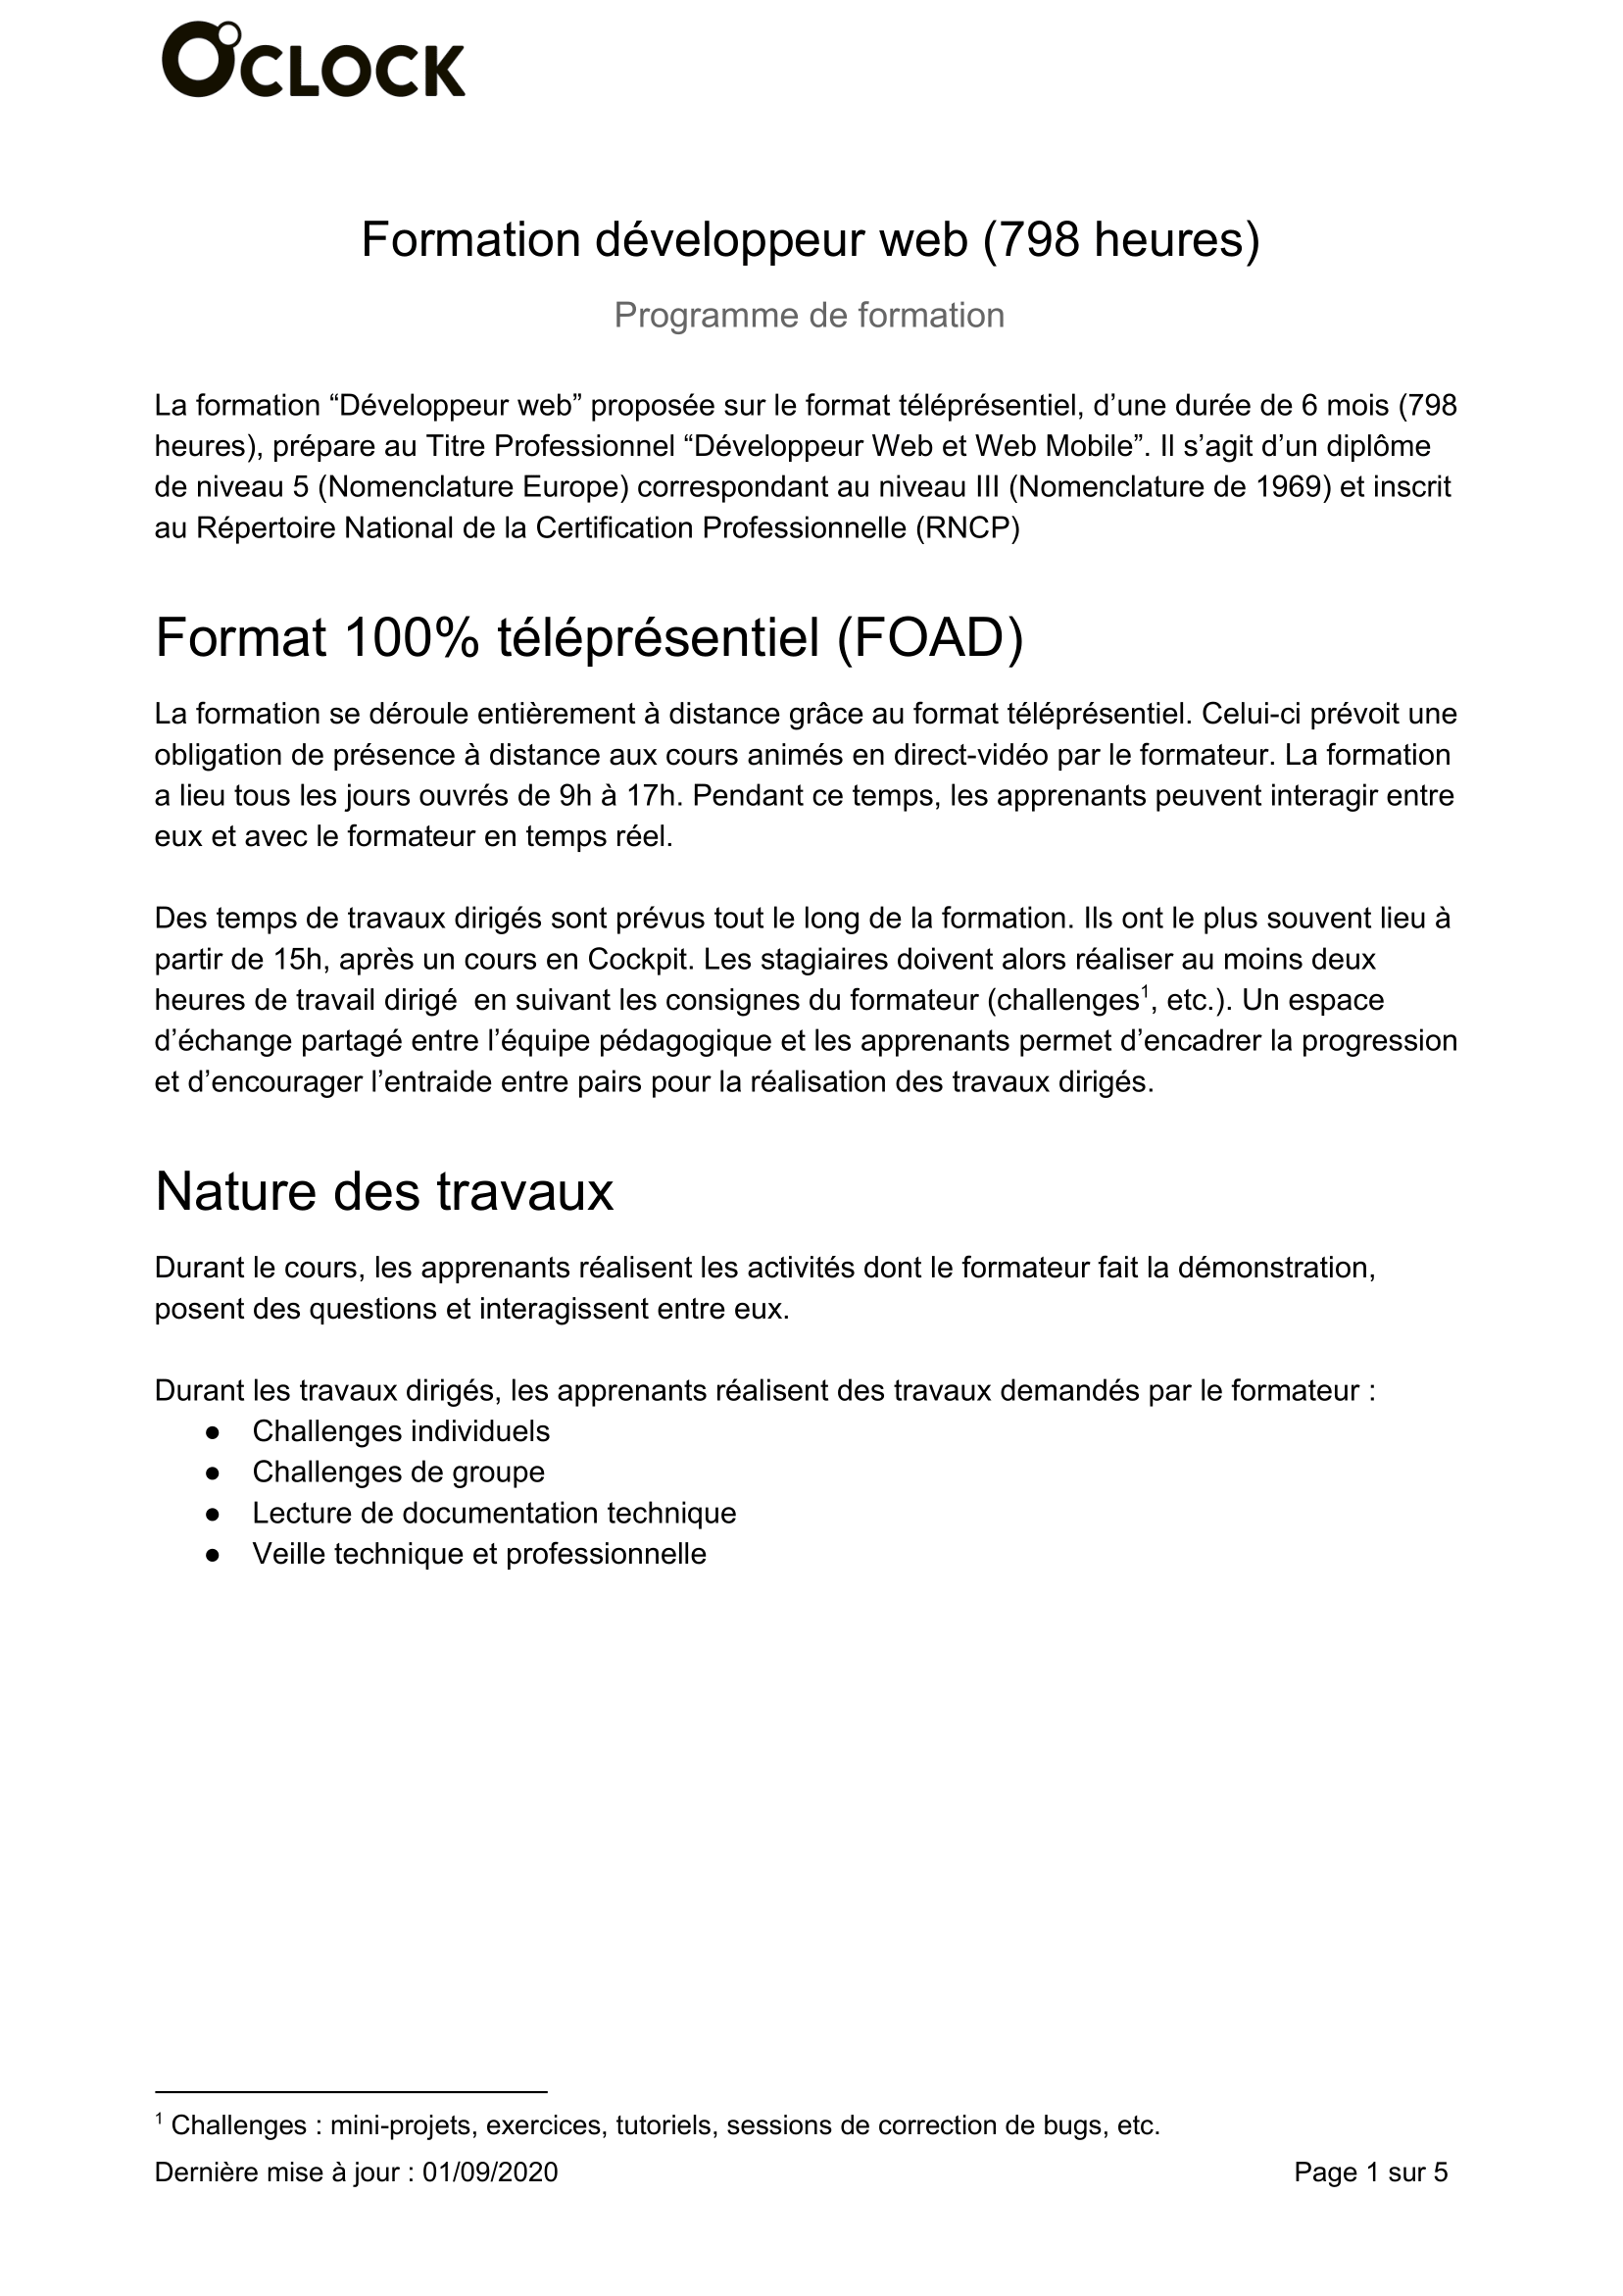 O'CLOCK
Formation développeur web (798 heures)
Programme de formation
La formation “Développeur web” proposée sur le format téléprésentiel, d’une durée de 6 mois (798
heures), prépare au Titre Professionnel “Développeur Web et Web Mobile”. Il s’agit d’un diplôme
de niveau 5 (Nomenclature Europe) correspondant au niveau III (Nomenclature de 1969) et inscrit
au Répertoire National de la Certification Professionnelle (RNCP)
Format 100% téléprésentiel (FOAD)
La formation se déroule entièrement à distance grâce au format téléprésentiel. Celui-ci prévoit une
obligation de présence à distance aux cours animés en direct-vidéo par le formateur. La formation
a lieu tous les jours ouvrés de 9h à 17h. Pendant ce temps, les apprenants peuvent interagir entre
eux et avec le formateur en temps réel.
Des temps de travaux dirigés sont prévus tout le long de la formation. Ils ont le plus souvent lieu à
partir de 15h, après un cours en Cockpit. Les stagiaires doivent alors réaliser au moins deux
heures de travail dirigé  en suivant les consignes du formateur (challenges¹, etc.). Un espace
d’échange partagé entre l’équipe pédagogique et les apprenants permet d’encadrer la progression
et d’encourager l’entraide entre pairs pour la réalisation des travaux dirigés.
Nature des travaux
Durant le cours, les apprenants réalisent les activités dont le formateur fait la démonstration,
posent des questions et interagissent entre eux.
Durant les travaux dirigés, les apprenants réalisent des travaux demandés par le formateur :
● Challenges individuels
● Challenges de groupe
● Lecture de documentation technique
● Veille technique et professionnelle
¹ Challenges : mini-projets, exercices, tutoriels, sessions de correction de bugs, etc.
Dernière mise à jour : 01/09/2020 Page 1 sur 5